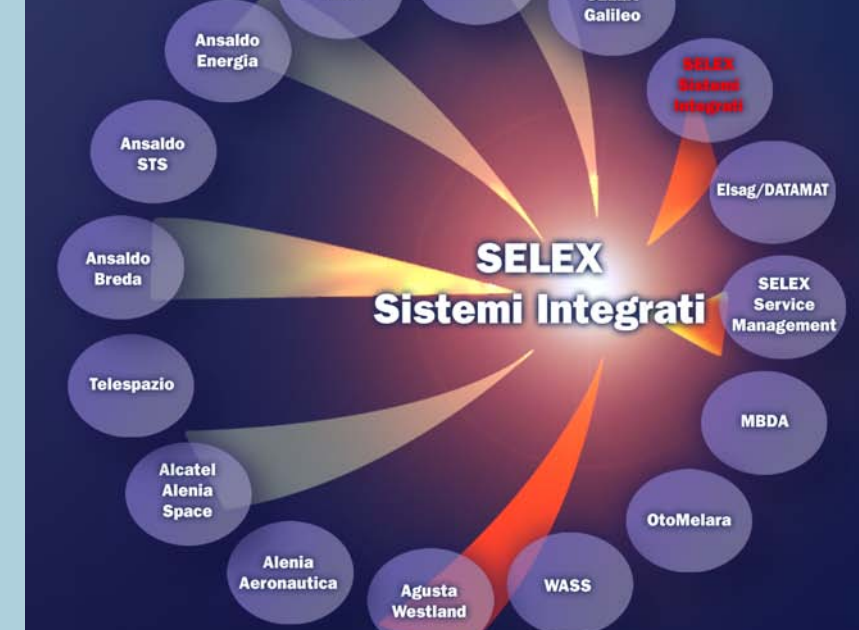 Galileo
Ansaldo
Energia
SELEX
Sistemi
Integrati
Ansaldo
STS
Elsag/DATAMAT
Ansaldo
Breda
SELEX
Sistemi Integrati
SELEX
Service
Management
Telespazio
MBDA
Alcatel
Alenia
Space
OtoMelara
Alenia
Aeronautica
Agusta
Westland
WASS